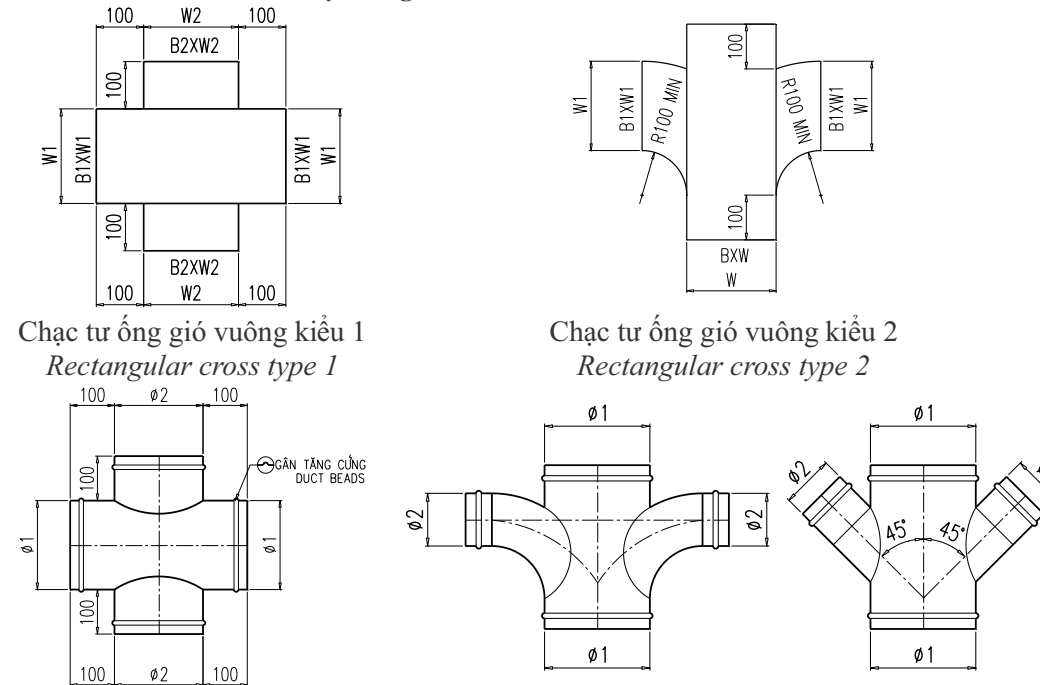 100 W2 100
B2XW2
100
W1 B1XW1 B1XW1 W1
100
B2XW2
100 W2 100
100
W1 B1XW1 R100 MIN R100 MIN B1XW1 W1
100
BXW
W
Chạc tư ống gió vuông kiểu 1
Rectangular cross type 1
Chạc tư ống gió vuông kiểu 2
Rectangular cross type 2
100 ø2 100
GÂN TĂNG CỨNG
DUCT BEADS
100
ø1 ø1
100
100 ø2 100
ø1
ø2 ø2
ø1
ø1
ø2
45° 45°
ø1